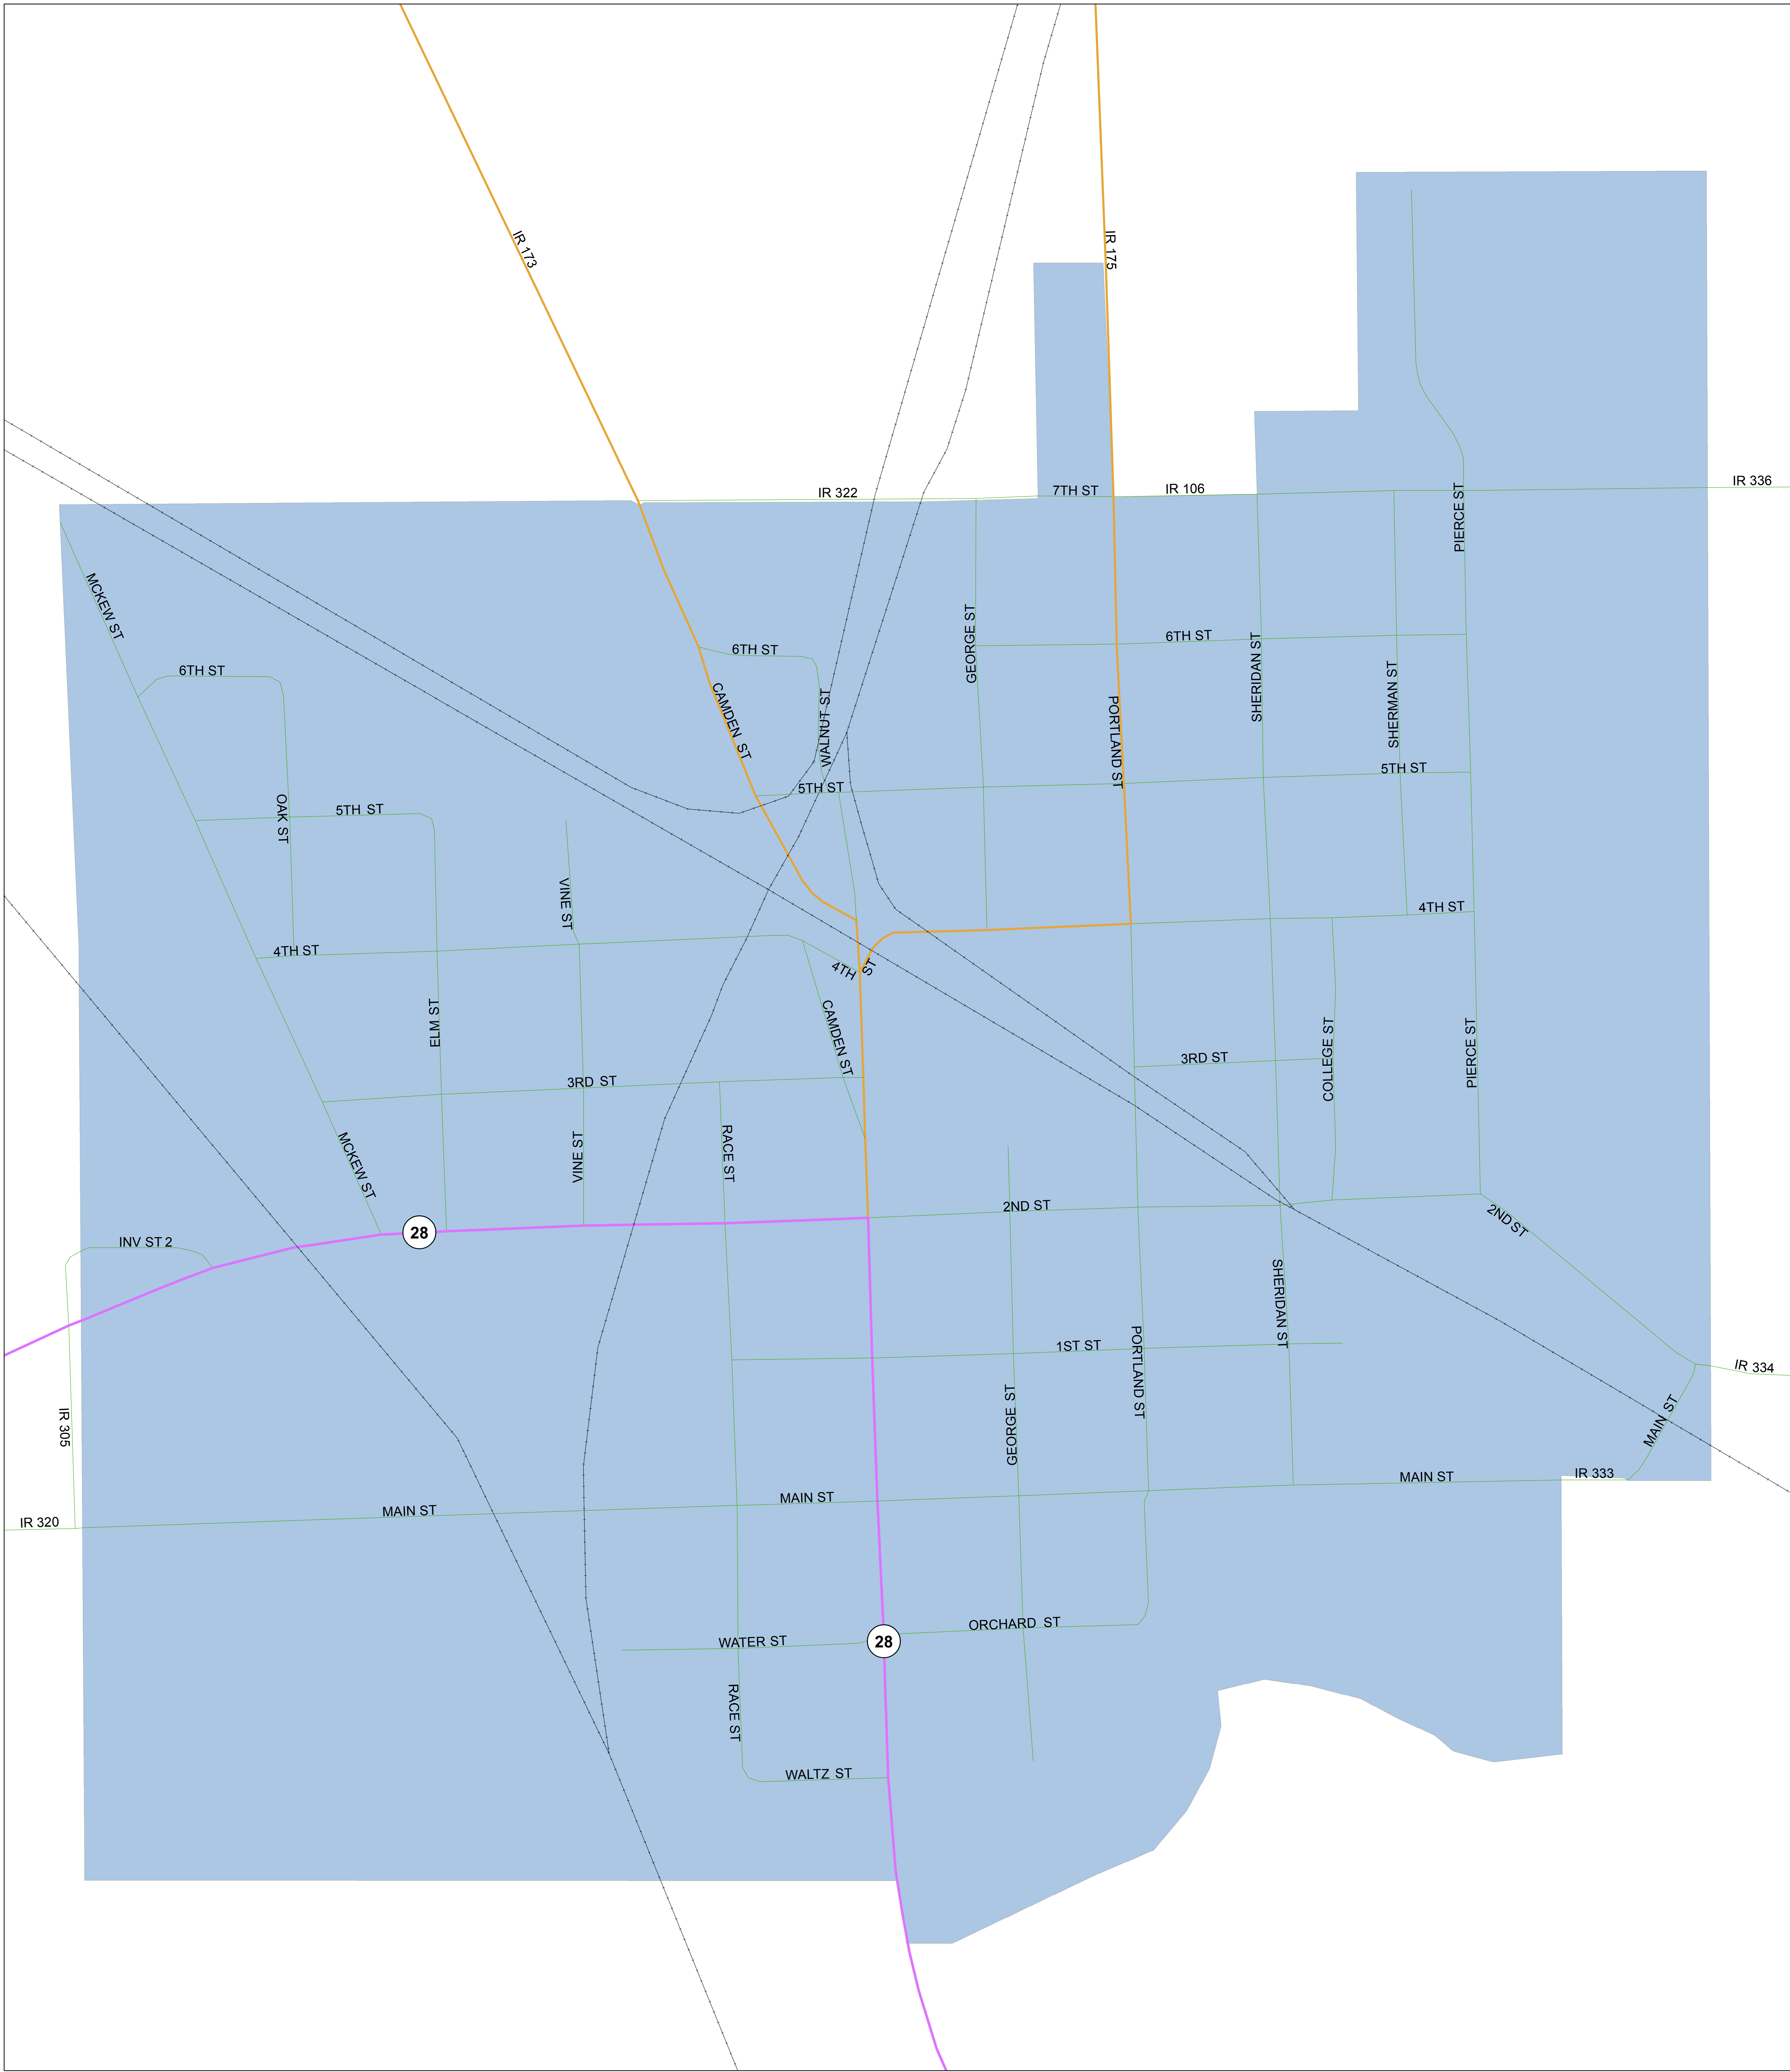 IR 173
IR 175
IR 336
IR 322
7TH ST
IR 106
PIERCE ST
MCKEW ST
GEORGE ST
6TH ST
6TH ST
6TH ST
SHERIDAN ST
SHERMAN ST
CAMDEN ST
WALNUT ST
PORTLAND ST
5TH ST
5TH ST
5TH ST
OAK ST
VINE ST
4TH ST
4TH ST
4TH ST
ELM ST
CAMDEN ST
COLLEGE ST
PIERCE ST
3RD ST
3RD ST
RACE ST
VINE ST
MCKEW ST
2ND ST
2ND ST
28
INV ST 2
SHERIDAN ST
1ST ST
PORTLAND ST
IR 334
GEORGE ST
IR 305
MAIN ST
MAIN ST
IR 333
MAIN ST
MAIN ST
IR 320
ORCHARD ST
WATER ST
28
RACE ST
WALTZ ST